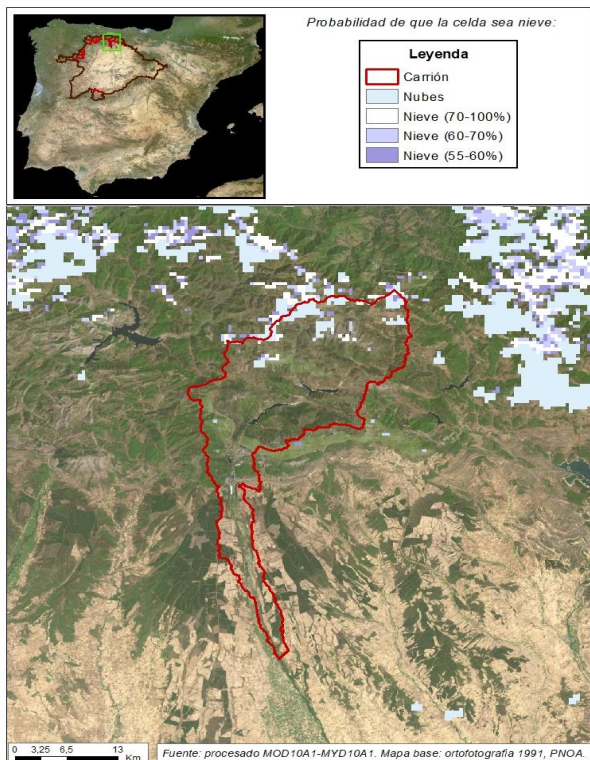 Probabilidad de que la celda sea nieve:
Leyenda
Carrión
Nubes
Nieve (70-100%)
Nieve (60-70%)
Nieve (55-60%)
0 3,25 6,5 13
Km
Fuente: procesado MOD10A1-MYD10A1. Mapa base: ortofotografia 1991, PNOA.